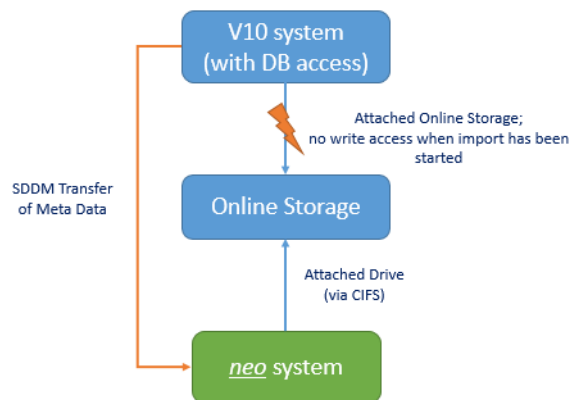 V10 system
(with DB access)
Attached Online Storage;
no write access when import has been
started
SDDM Transfer
of Meta Data
Online Storage
Attached Drive
(via CIFS)
neo system